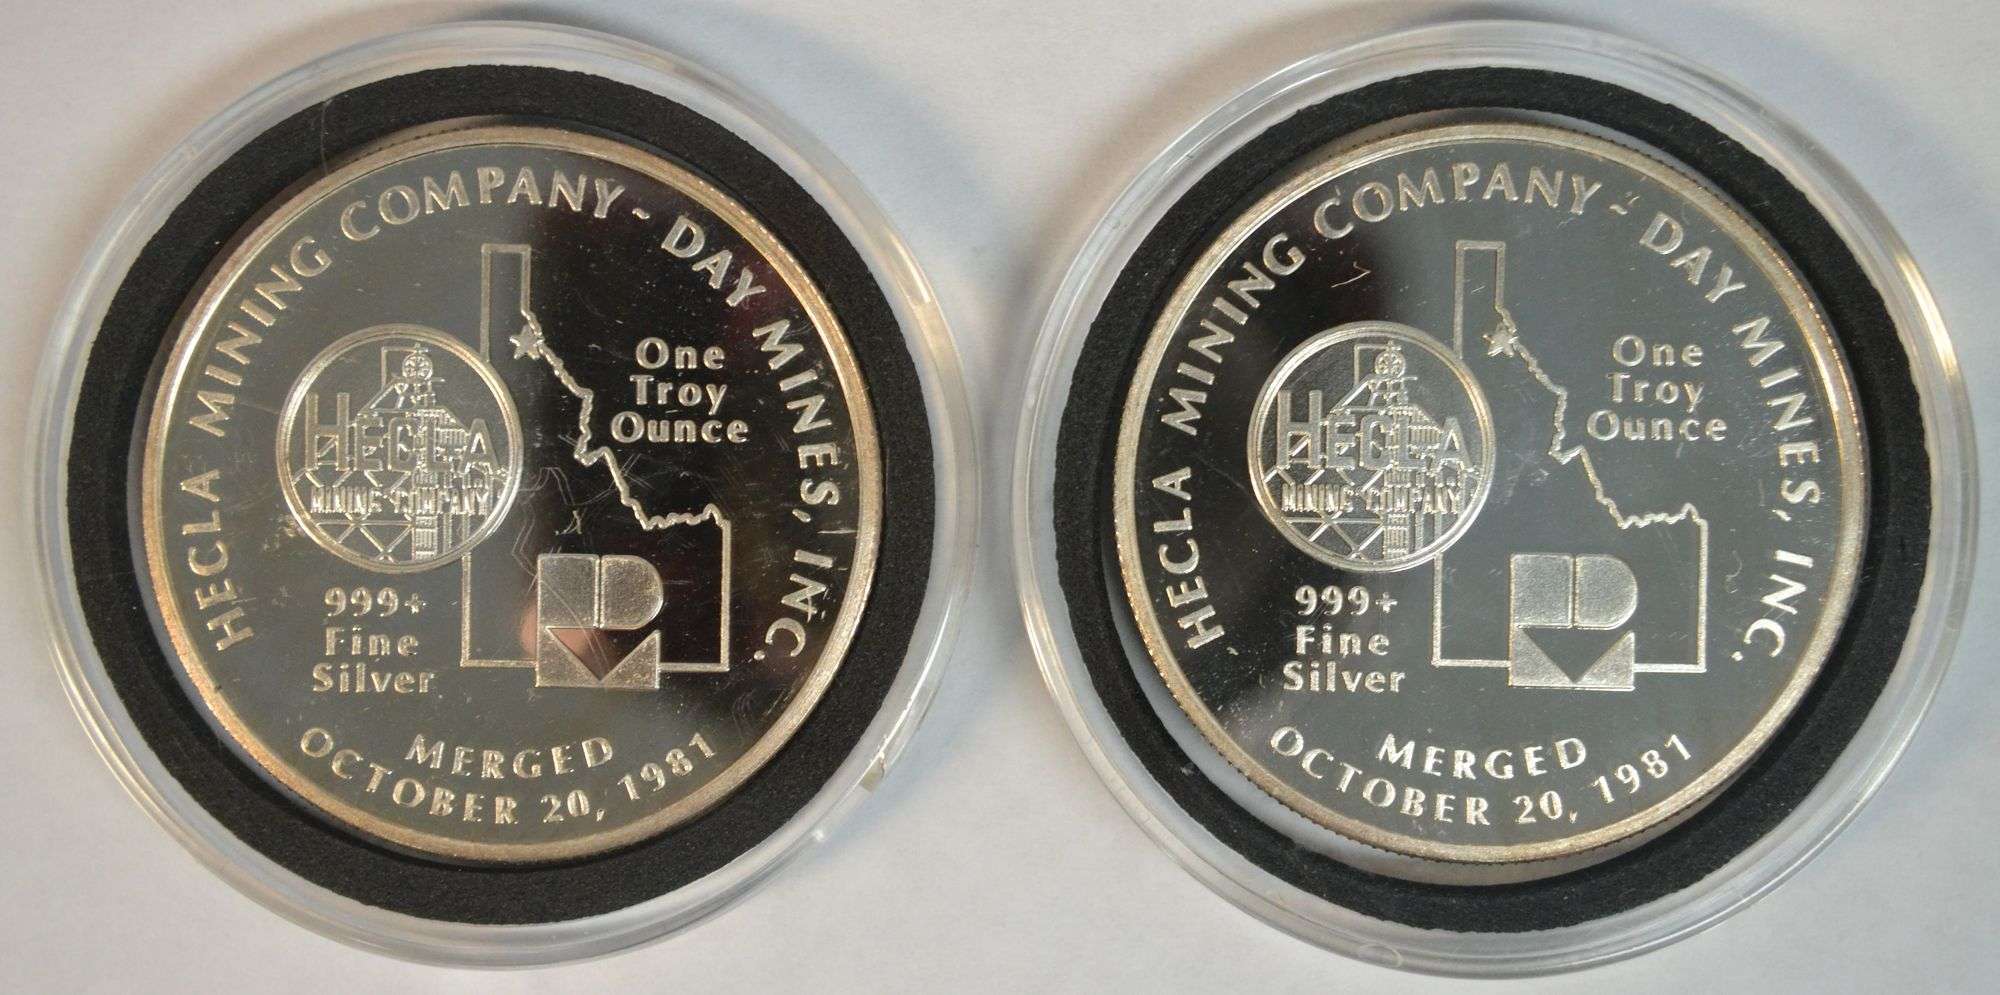 HECLA MINING COMPANY ~ DAY MINES, INC.
One
Troy
Ounce
HECLA
MINING COMPANY
999+
Fine
Silver
MERGED
OCTOBER 20, 1981
HECLA MINING COMPANY ~ DAY MINES, INC.
One
Troy
Ounce
HECLA
MINING COMPANY
999+
Fine
Silver
MERGED
OCTOBER 20, 1981